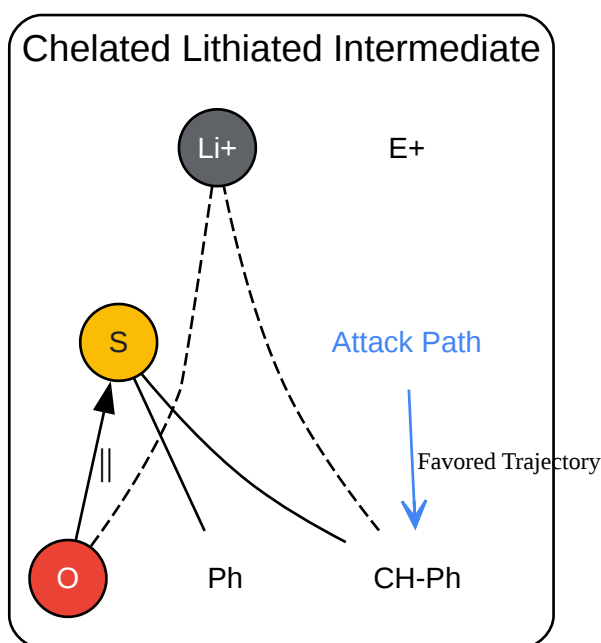 Chelated Lithiated Intermediate
Li+
E+
S
Attack Path
||
Favored Trajectory
O
Ph
CH-Ph